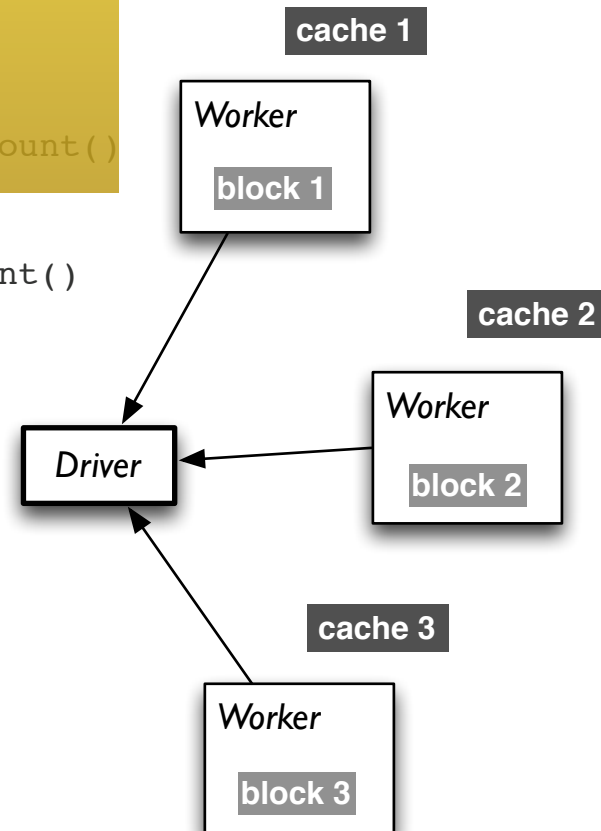 cache 1
Worker
ount()
block 1
nt()
cache 2
Worker
Driver
block 2
cache 3
Worker
block 3